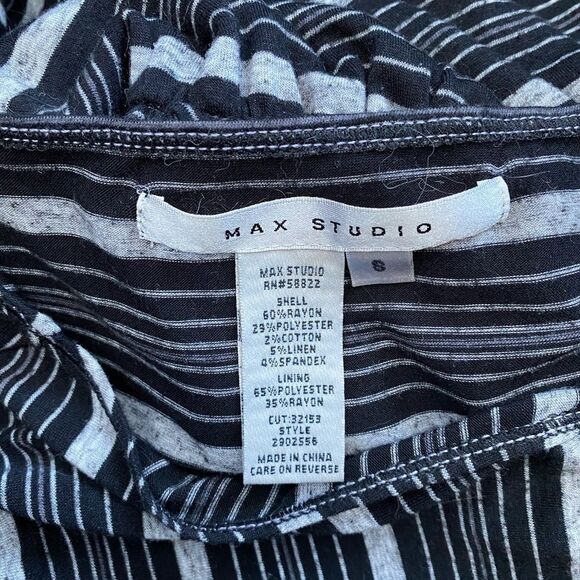 MAX STUDIO
MAX STUDIO
RN#58822
SHELL
60%RAYON
29%POLYESTER
2%COTTON
5%LINEN
4%SPANDEX
LINING
65%POLYESTER
35%RAYON
CUT:32153
STYLE
2902556
MADE IN CHINA
CARE ON REVERSE